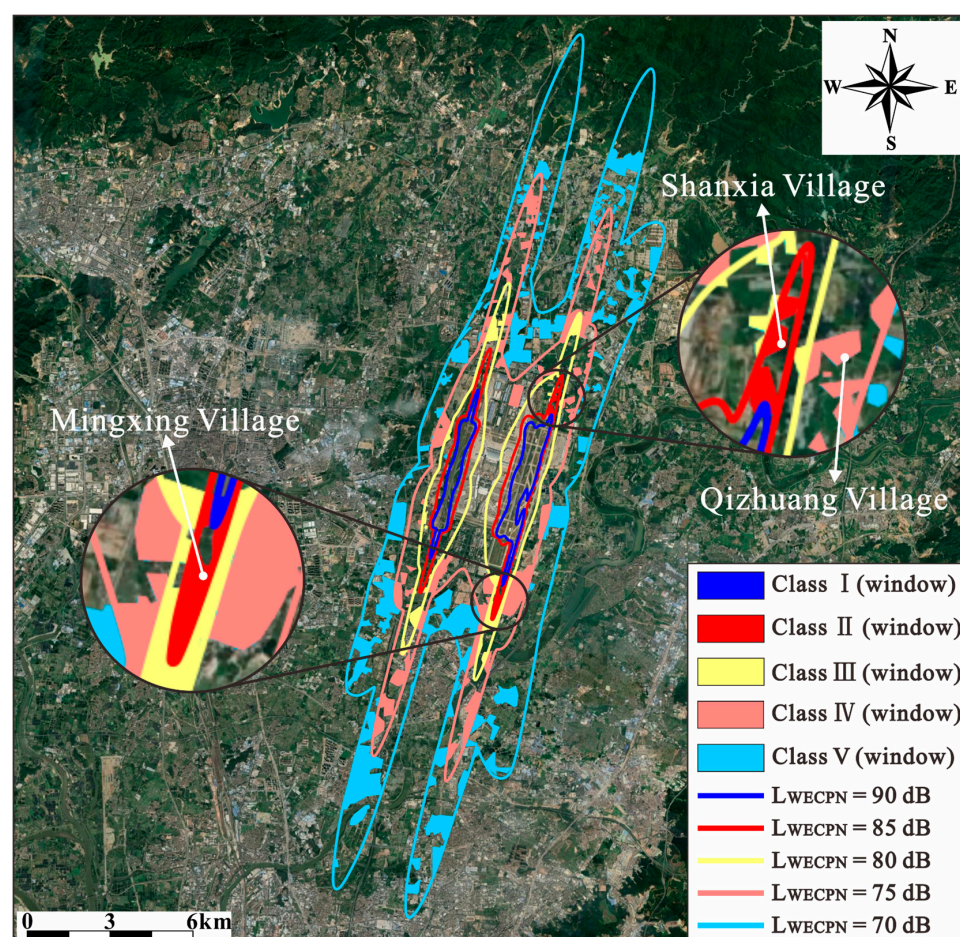 N
W E
S
Shanxia Village
Mingxing Village
Qizhuang Village
Class Ⅰ (window)
Class Ⅱ (window)
Class Ⅲ (window)
Class Ⅳ (window)
Class Ⅴ (window)
LWECPN = 90 dB
LWECPN = 85 dB
LWECPN = 80 dB
LWECPN = 75 dB
LWECPN = 70 dB
0 3 6km